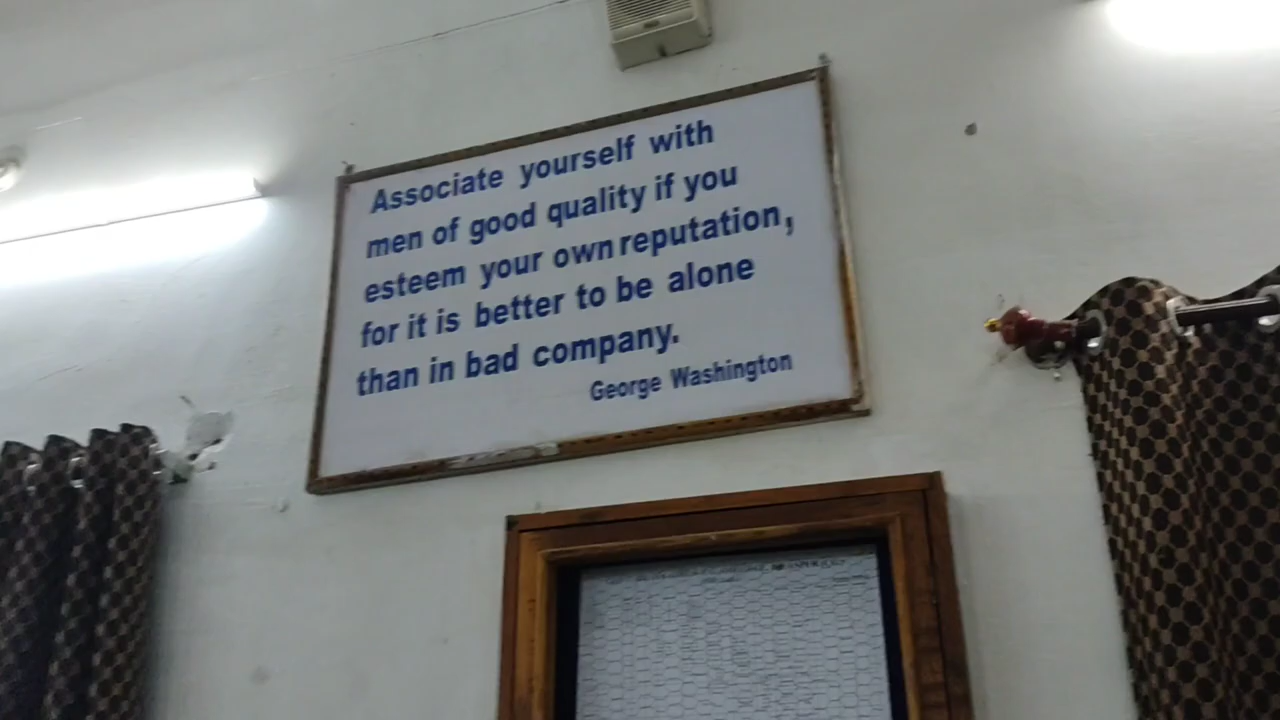 Associate yourself with
men of good quality if you
esteem your own reputation,
for it is better to be alone
than in bad company.
George Washington